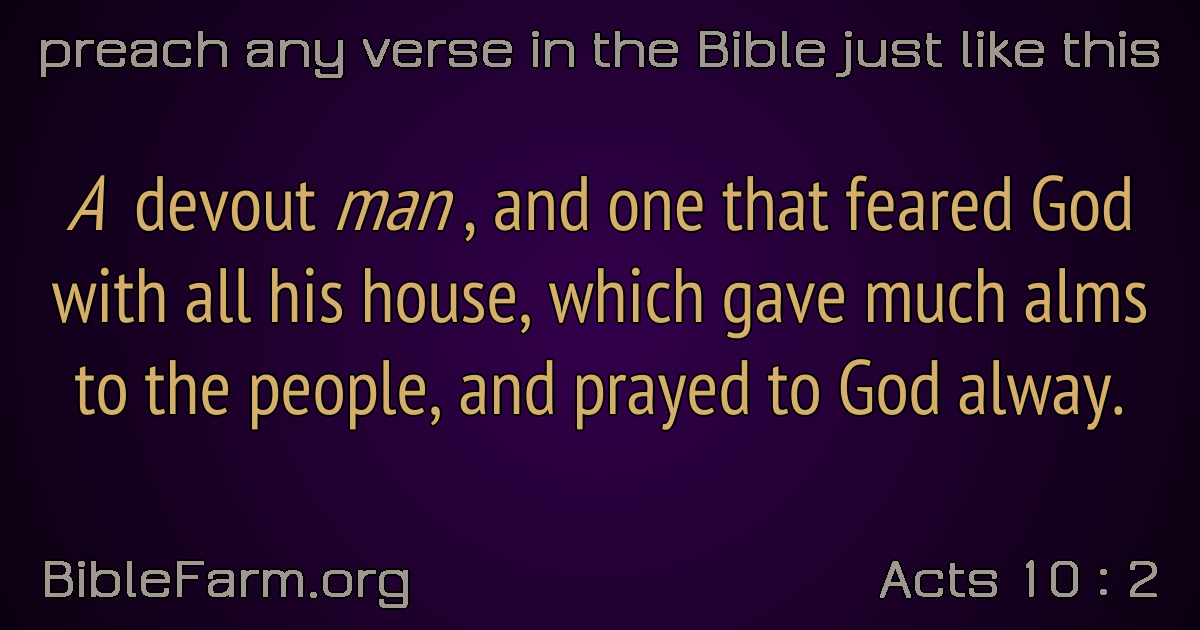 preach any verse in the Bible just like this
A devout man , and one that feared God
with all his house, which gave much alms
to the people, and prayed to God alway.
BibleFarm.org
Acts 10 : 2